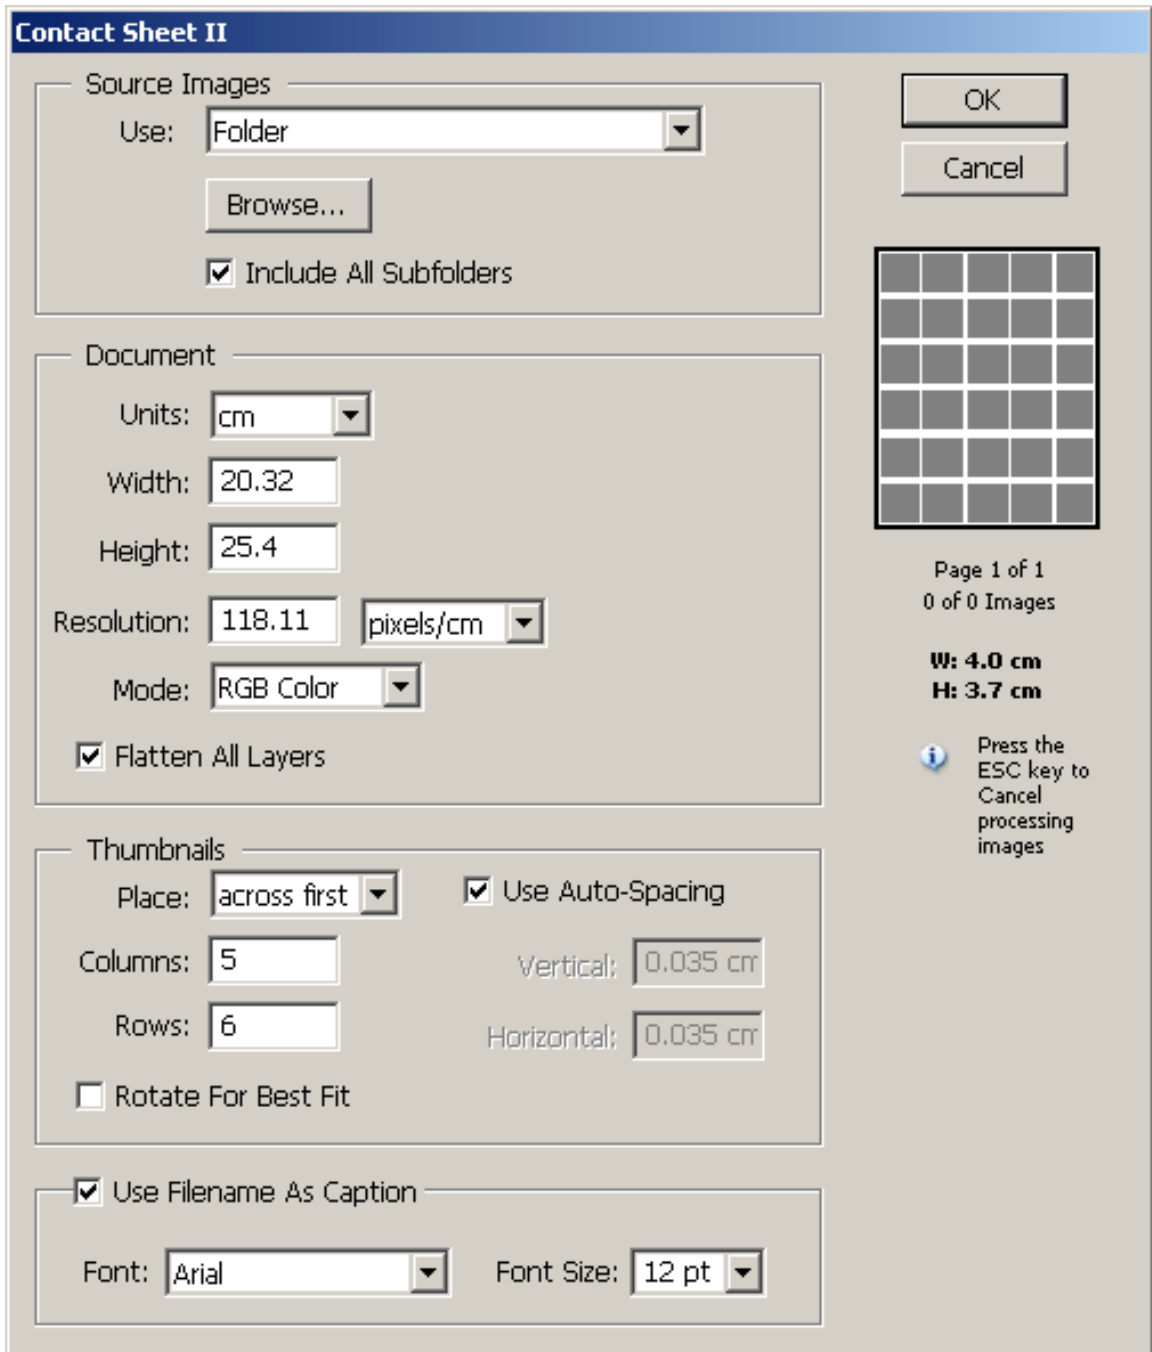 Contact Sheet II
Source Images
Use: Folder
Browse...
Include All Subfolders
OK
Cancel
Document
Units: cm
Width: 20.32
Height: 25.4
Resolution: 118.11 pixels/cm
Mode: RGB Color
Flatten All Layers
Page 1 of 1
0 of 0 Images
W: 4.0 cm
H: 3.7 cm
Press the
ESC key to
Cancel
processing
images
Thumbnails
Place: across first
Use Auto-Spacing
Columns: 5
Vertical: 0.035 cm
Rows: 6
Horizontal: 0.035 cm
Rotate For Best Fit
Use Filename As Caption
Font: Arial
Font Size: 12 pt